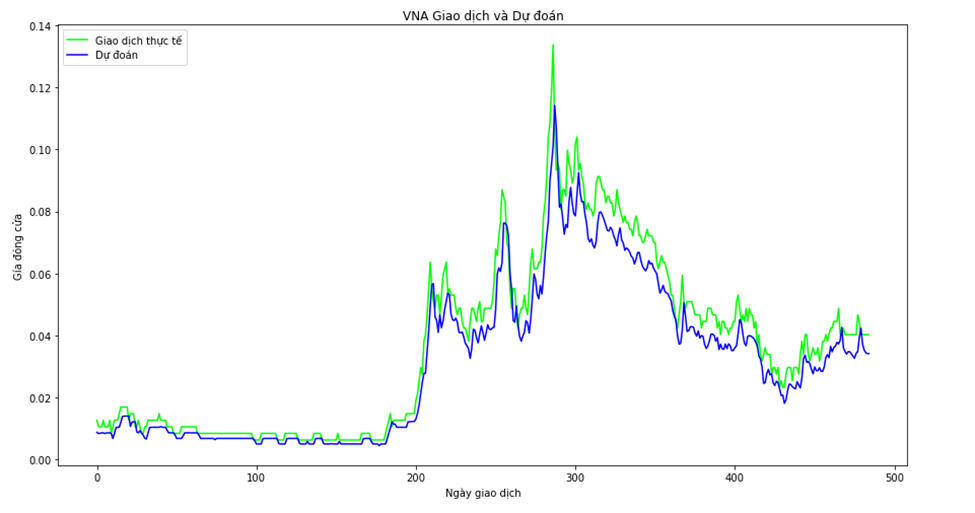 VNA Giao dịch và Dự đoán
Giao dịch thực tế
Dự đoán
0.14
0.12
0.10
0.08
0.06
0.04
0.02
0.00
Gía đóng cửa
0
100
200
300
400
500
Ngày giao dịch